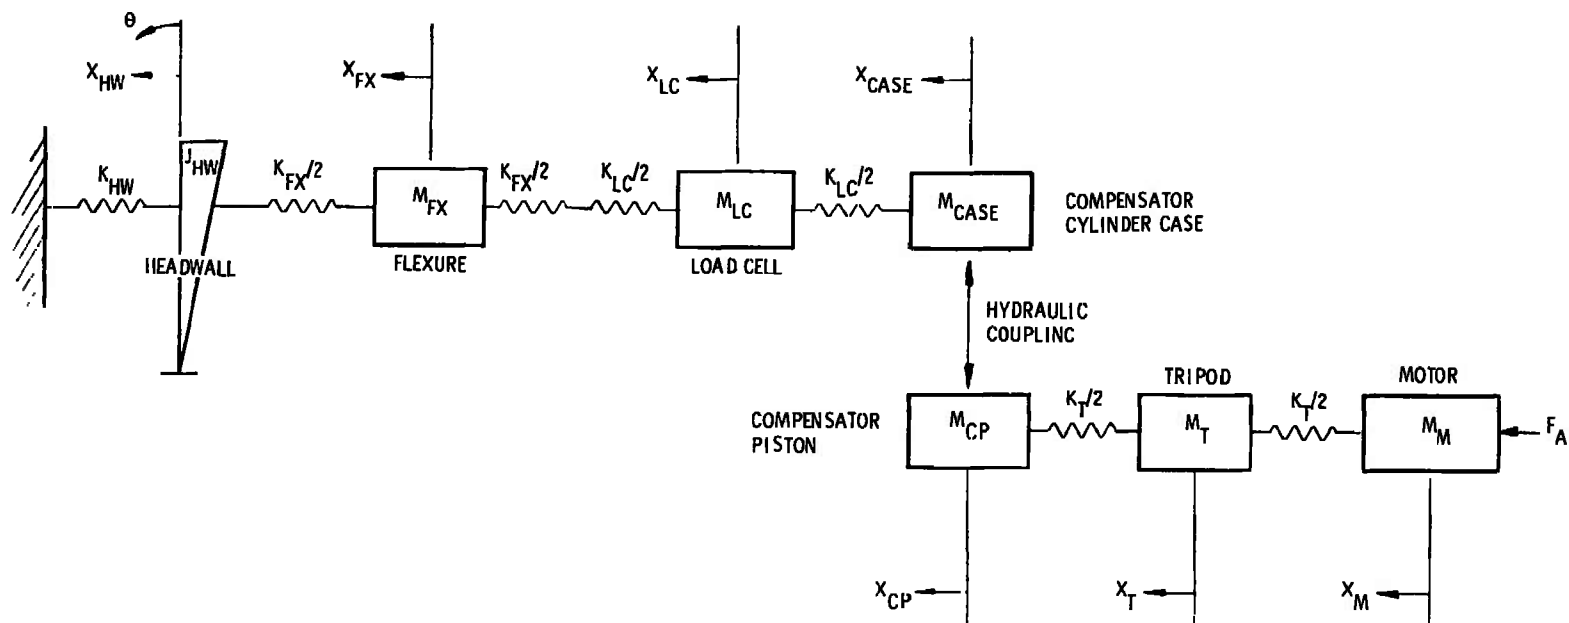 θ
X_HW
X_FX
X_LC
X_CASE
K_HW
J_HW
K_FX/2
M_FX
K_FX/2
K_LC/2
M_LC
K_LC/2
M_CASE
COMPENSATOR
CYLINDER CASE
HEADWALL
FLEXURE
LOAD CELL
HYDRAULIC
COUPLING
COMPENSATOR
PISTON
M_CP
K_T/2
TRIPOD
M_T
K_T/2
MOTOR
M_M
F_A
X_CP
X_T
X_M